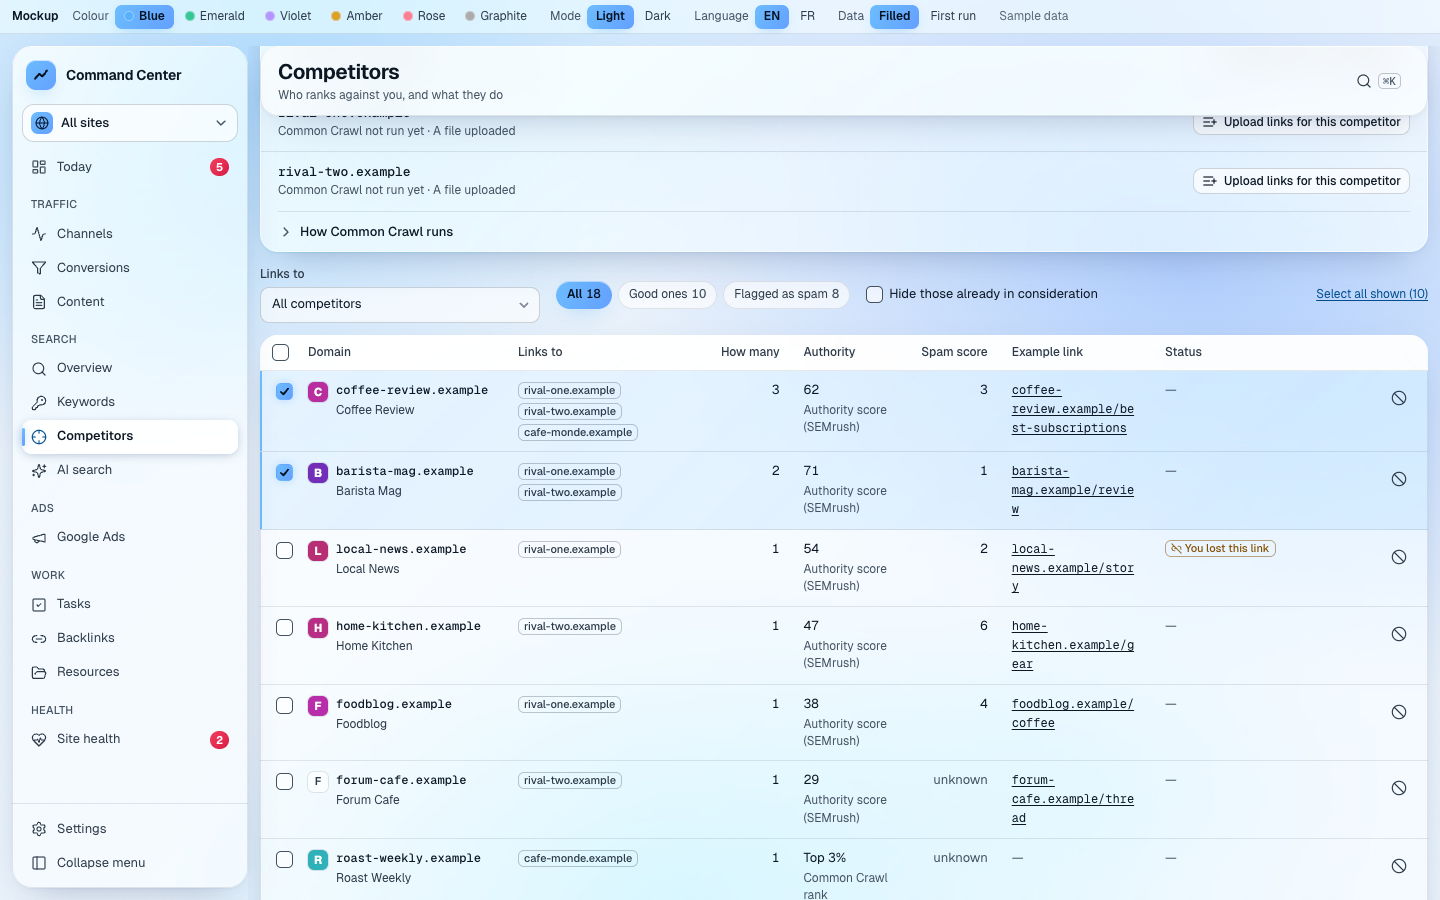 Mockup Colour Blue Emerald Violet Amber Rose Graphite Mode Light Dark Language EN FR Data Filled First run Sample data
Command Center
All sites
Today 5
TRAFFIC
Channels
Conversions
Content
SEARCH
Overview
Keywords
Competitors
AI search
ADS
Google Ads
WORK
Tasks
Backlinks
Resources
HEALTH
Site health 2
Settings
Collapse menu
Competitors
Who ranks against you, and what they do
⌘K
Common Crawl not run yet · A file uploaded
Upload links for this competitor
rival-two.example
Common Crawl not run yet · A file uploaded
Upload links for this competitor
How Common Crawl runs
Links to
All competitors
All 18 Good ones 10 Flagged as spam 8
Hide those already in consideration
Select all shown (10)
Domain Links to How many Authority Spam score Example link Status
C coffee-review.example rival-one.example 3 62 3 coffee- —
Coffee Review rival-two.example Authority score review.example/be
cafe-monde.example (SEMrush) st-subscriptions
B barista-mag.example rival-one.example 2 71 1 barista- —
Barista Mag rival-two.example Authority score mag.example/revie
(SEMrush) w
L local-news.example rival-one.example 1 54 2 local- You lost this link
Local News Authority score news.example/stor
(SEMrush) y
H home-kitchen.example rival-two.example 1 47 6 home- —
Home Kitchen Authority score kitchen.example/g
(SEMrush) ear
F foodblog.example rival-one.example 1 38 4 foodblog.example/ —
Foodblog Authority score coffee
(SEMrush)
F forum-cafe.example rival-two.example 1 29 unknown forum- —
Forum Cafe Authority score cafe.example/thre
(SEMrush) ad
R roast-weekly.example cafe-monde.example 1 Top 3% unknown — —
Roast Weekly Common Crawl
rank